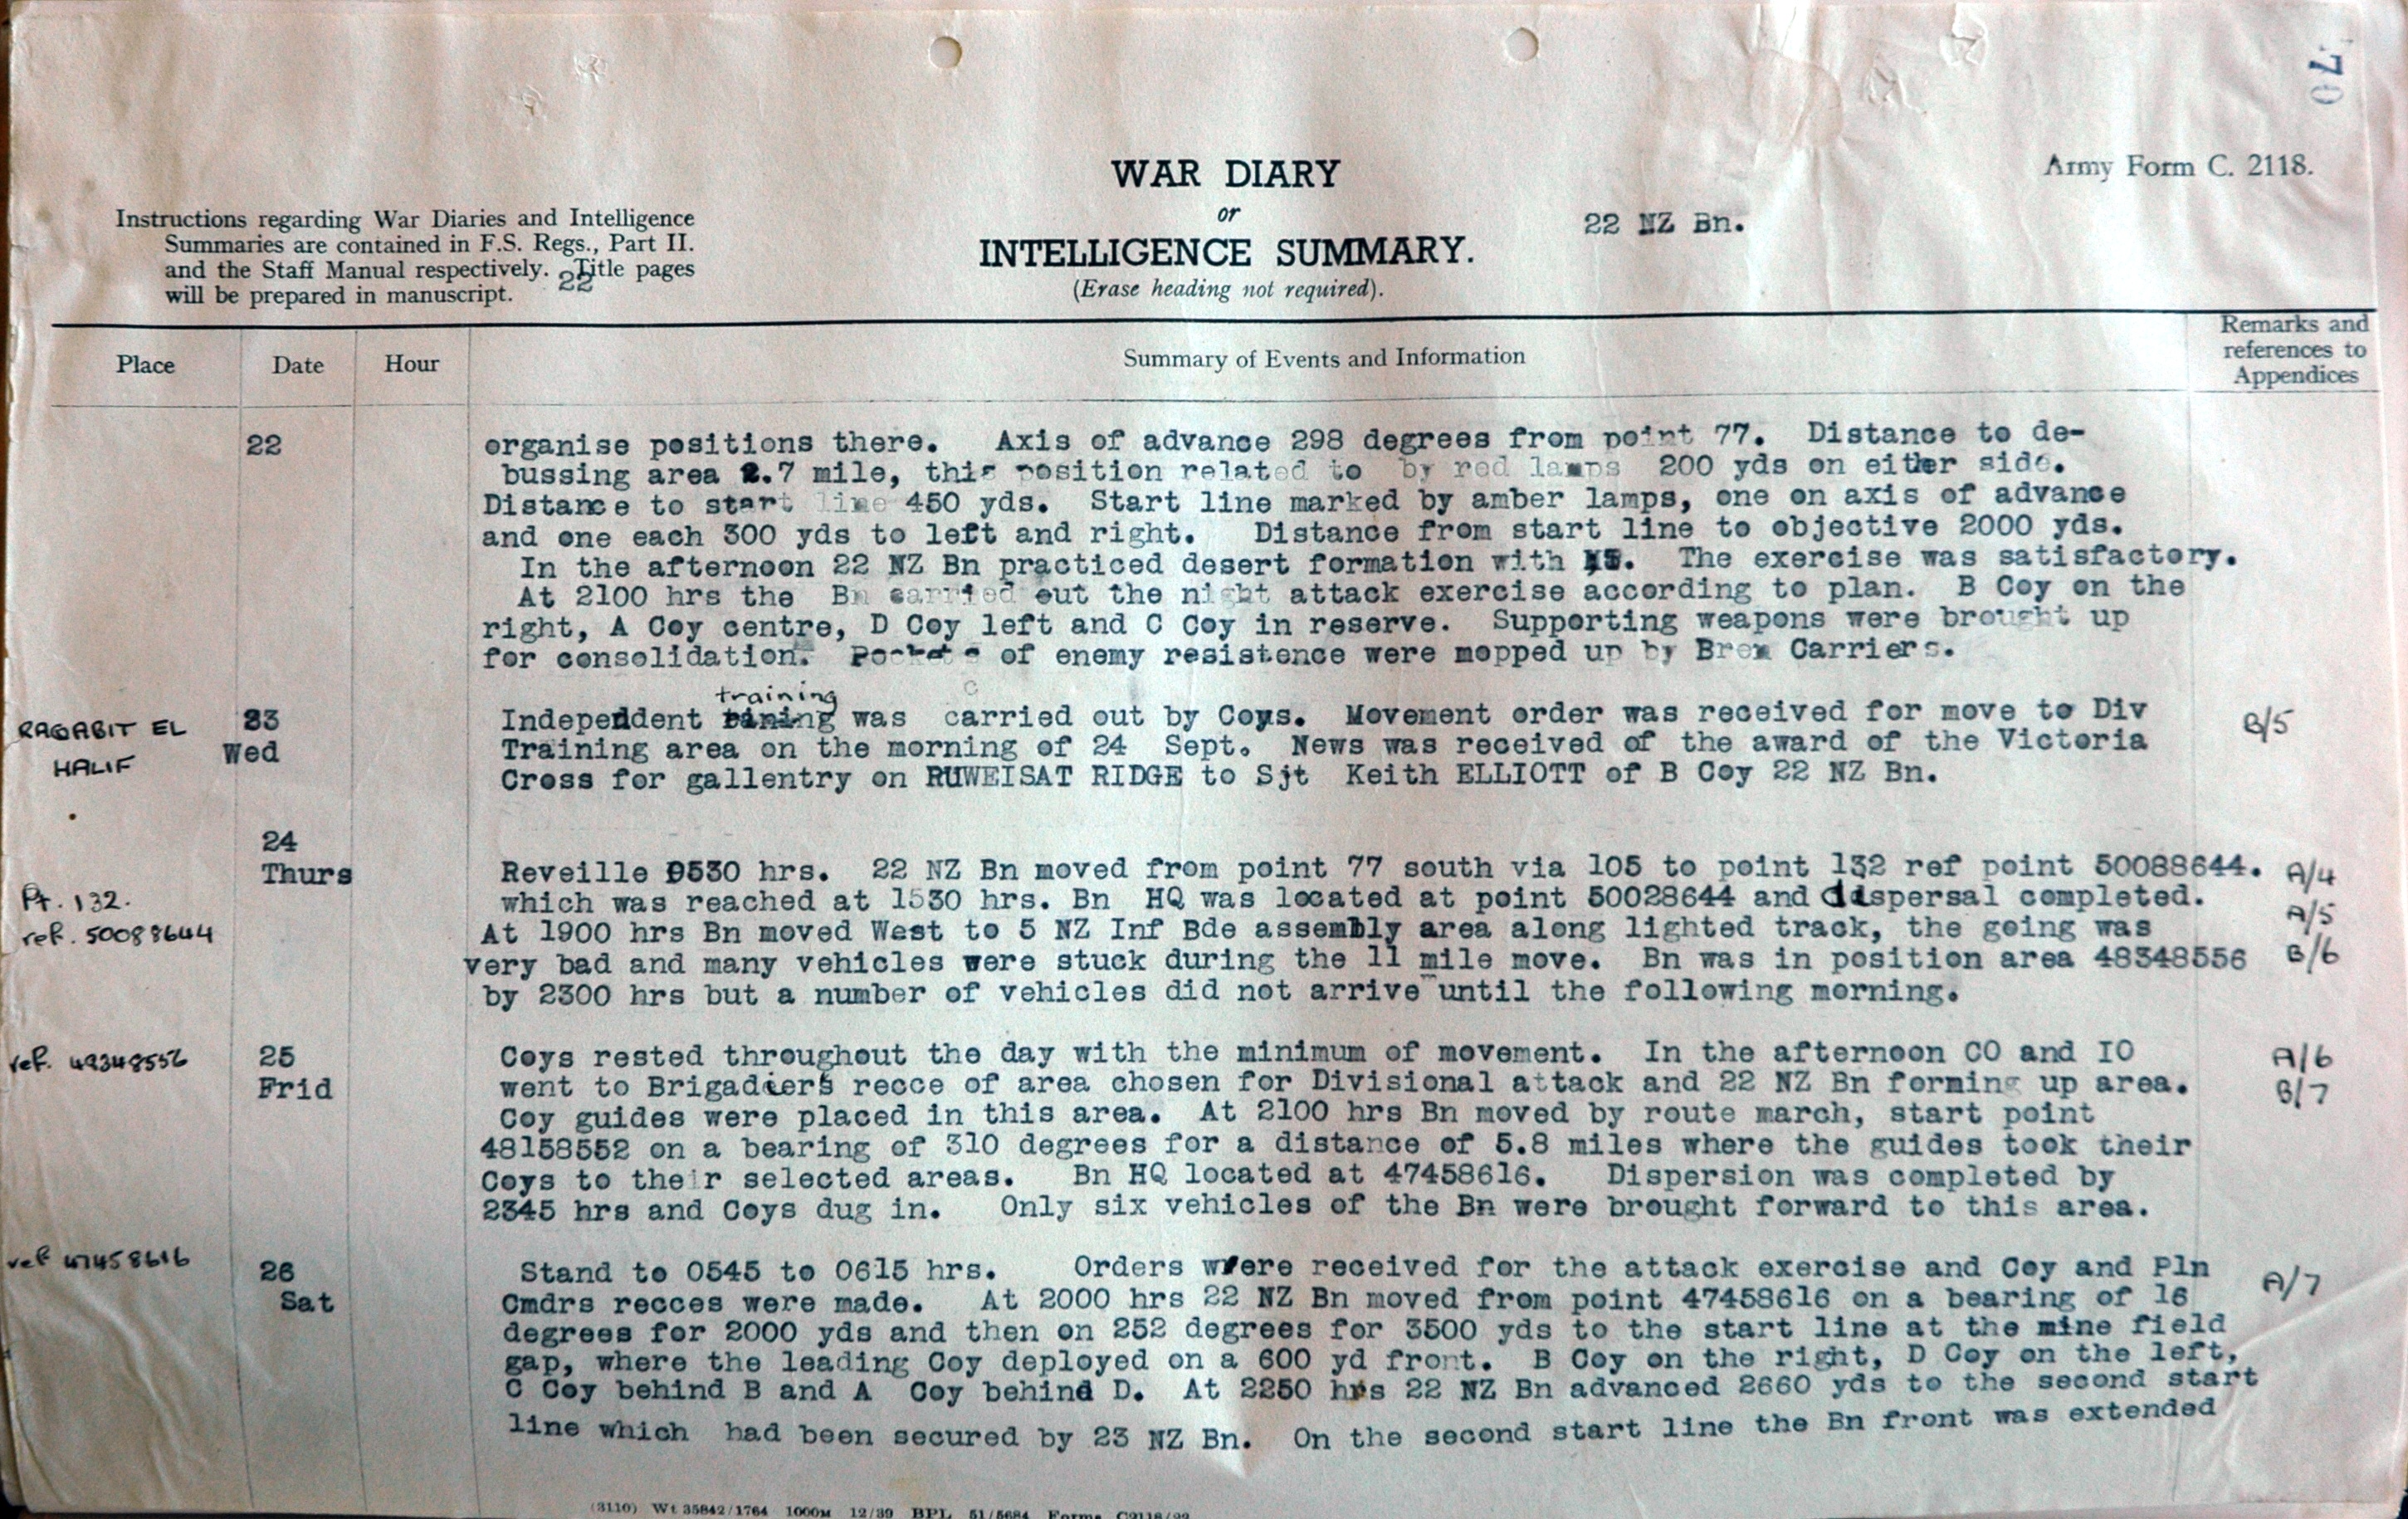 70
Army Form C. 2118.
WAR DIARY
or
INTELLIGENCE SUMMARY.
(Erase heading not required).
22 NZ Bn.
Instructions regarding War Diaries and Intelligence
Summaries are contained in F.S. Regs., Part II.
and the Staff Manual respectively. Title pages
will be prepared in manuscript.
22
Place Date Hour Summary of Events and Information
Remarks and
references to
Appendices
22 organise positions there. Axis of advance 298 degrees from point 77. Distance to de-
bussing area 2.7 mile, this position related to by red lamps 200 yds on either side.
Distance to start line 450 yds. Start line marked by amber lamps, one on axis of advance
and one each 300 yds to left and right. Distance from start line to objective 2000 yds.
In the afternoon 22 NZ Bn practiced desert formation with . The exercise was satisfactory.
At 2100 hrs the Bn carried out the night attack exercise according to plan. B Coy on the
right, A Coy centre, D Coy left and C Coy in reserve. Supporting weapons were brought up
for consolidation. Pockets of enemy resistence were mopped up by Bren Carriers.
training
RAGABIT EL 23 Independent was carried out by Coys. Movement order was received for move to Div B/5
HALIF Wed Training area on the morning of 24 Sept. News was received of the award of the Victoria
Cross for gallentry on RUWEISAT RIDGE to Sjt Keith ELLIOTT of B Coy 22 NZ Bn.
24
Thurs Reveille 0530 hrs. 22 NZ Bn moved from point 77 south via 105 to point 132 ref point 50088644. A/4
Pt. 132. which was reached at 1530 hrs. Bn HQ was located at point 50028644 and dispersal completed. A/5
ref. 50088644 At 1900 hrs Bn moved West to 5 NZ Inf Bde assembly area along lighted track, the going was
very bad and many vehicles were stuck during the 11 mile move. Bn was in position area 48348556 B/6
by 2300 hrs but a number of vehicles did not arrive until the following morning.
ref. 48348556 25 Coys rested throughout the day with the minimum of movement. In the afternoon CO and IO A/6
Frid went to Brigadiers recce of area chosen for Divisional attack and 22 NZ Bn forming up area. B/7
Coy guides were placed in this area. At 2100 hrs Bn moved by route march, start point
48158552 on a bearing of 310 degrees for a distance of 5.8 miles where the guides took their
Coys to their selected areas. Bn HQ located at 47458616. Dispersion was completed by
2345 hrs and Coys dug in. Only six vehicles of the Bn were brought forward to this area.
ref 47458616 26 Stand to 0545 to 0615 hrs. Orders were received for the attack exercise and Coy and Pln A/7
Sat Cmdrs recces were made. At 2000 hrs 22 NZ Bn moved from point 47458616 on a bearing of 16
degrees for 2000 yds and then on 252 degrees for 3500 yds to the start line at the mine field
gap, where the leading Coy deployed on a 600 yd front. B Coy on the right, D Coy on the left,
C Coy behind B and A Coy behind D. At 2250 hrs 22 NZ Bn advanced 2660 yds to the second start
line which had been secured by 23 NZ Bn. On the second start line the Bn front was extended
(3110) Wt 35842/1764 1000M 12/39 BPL 51/5684 Forms C2118/22